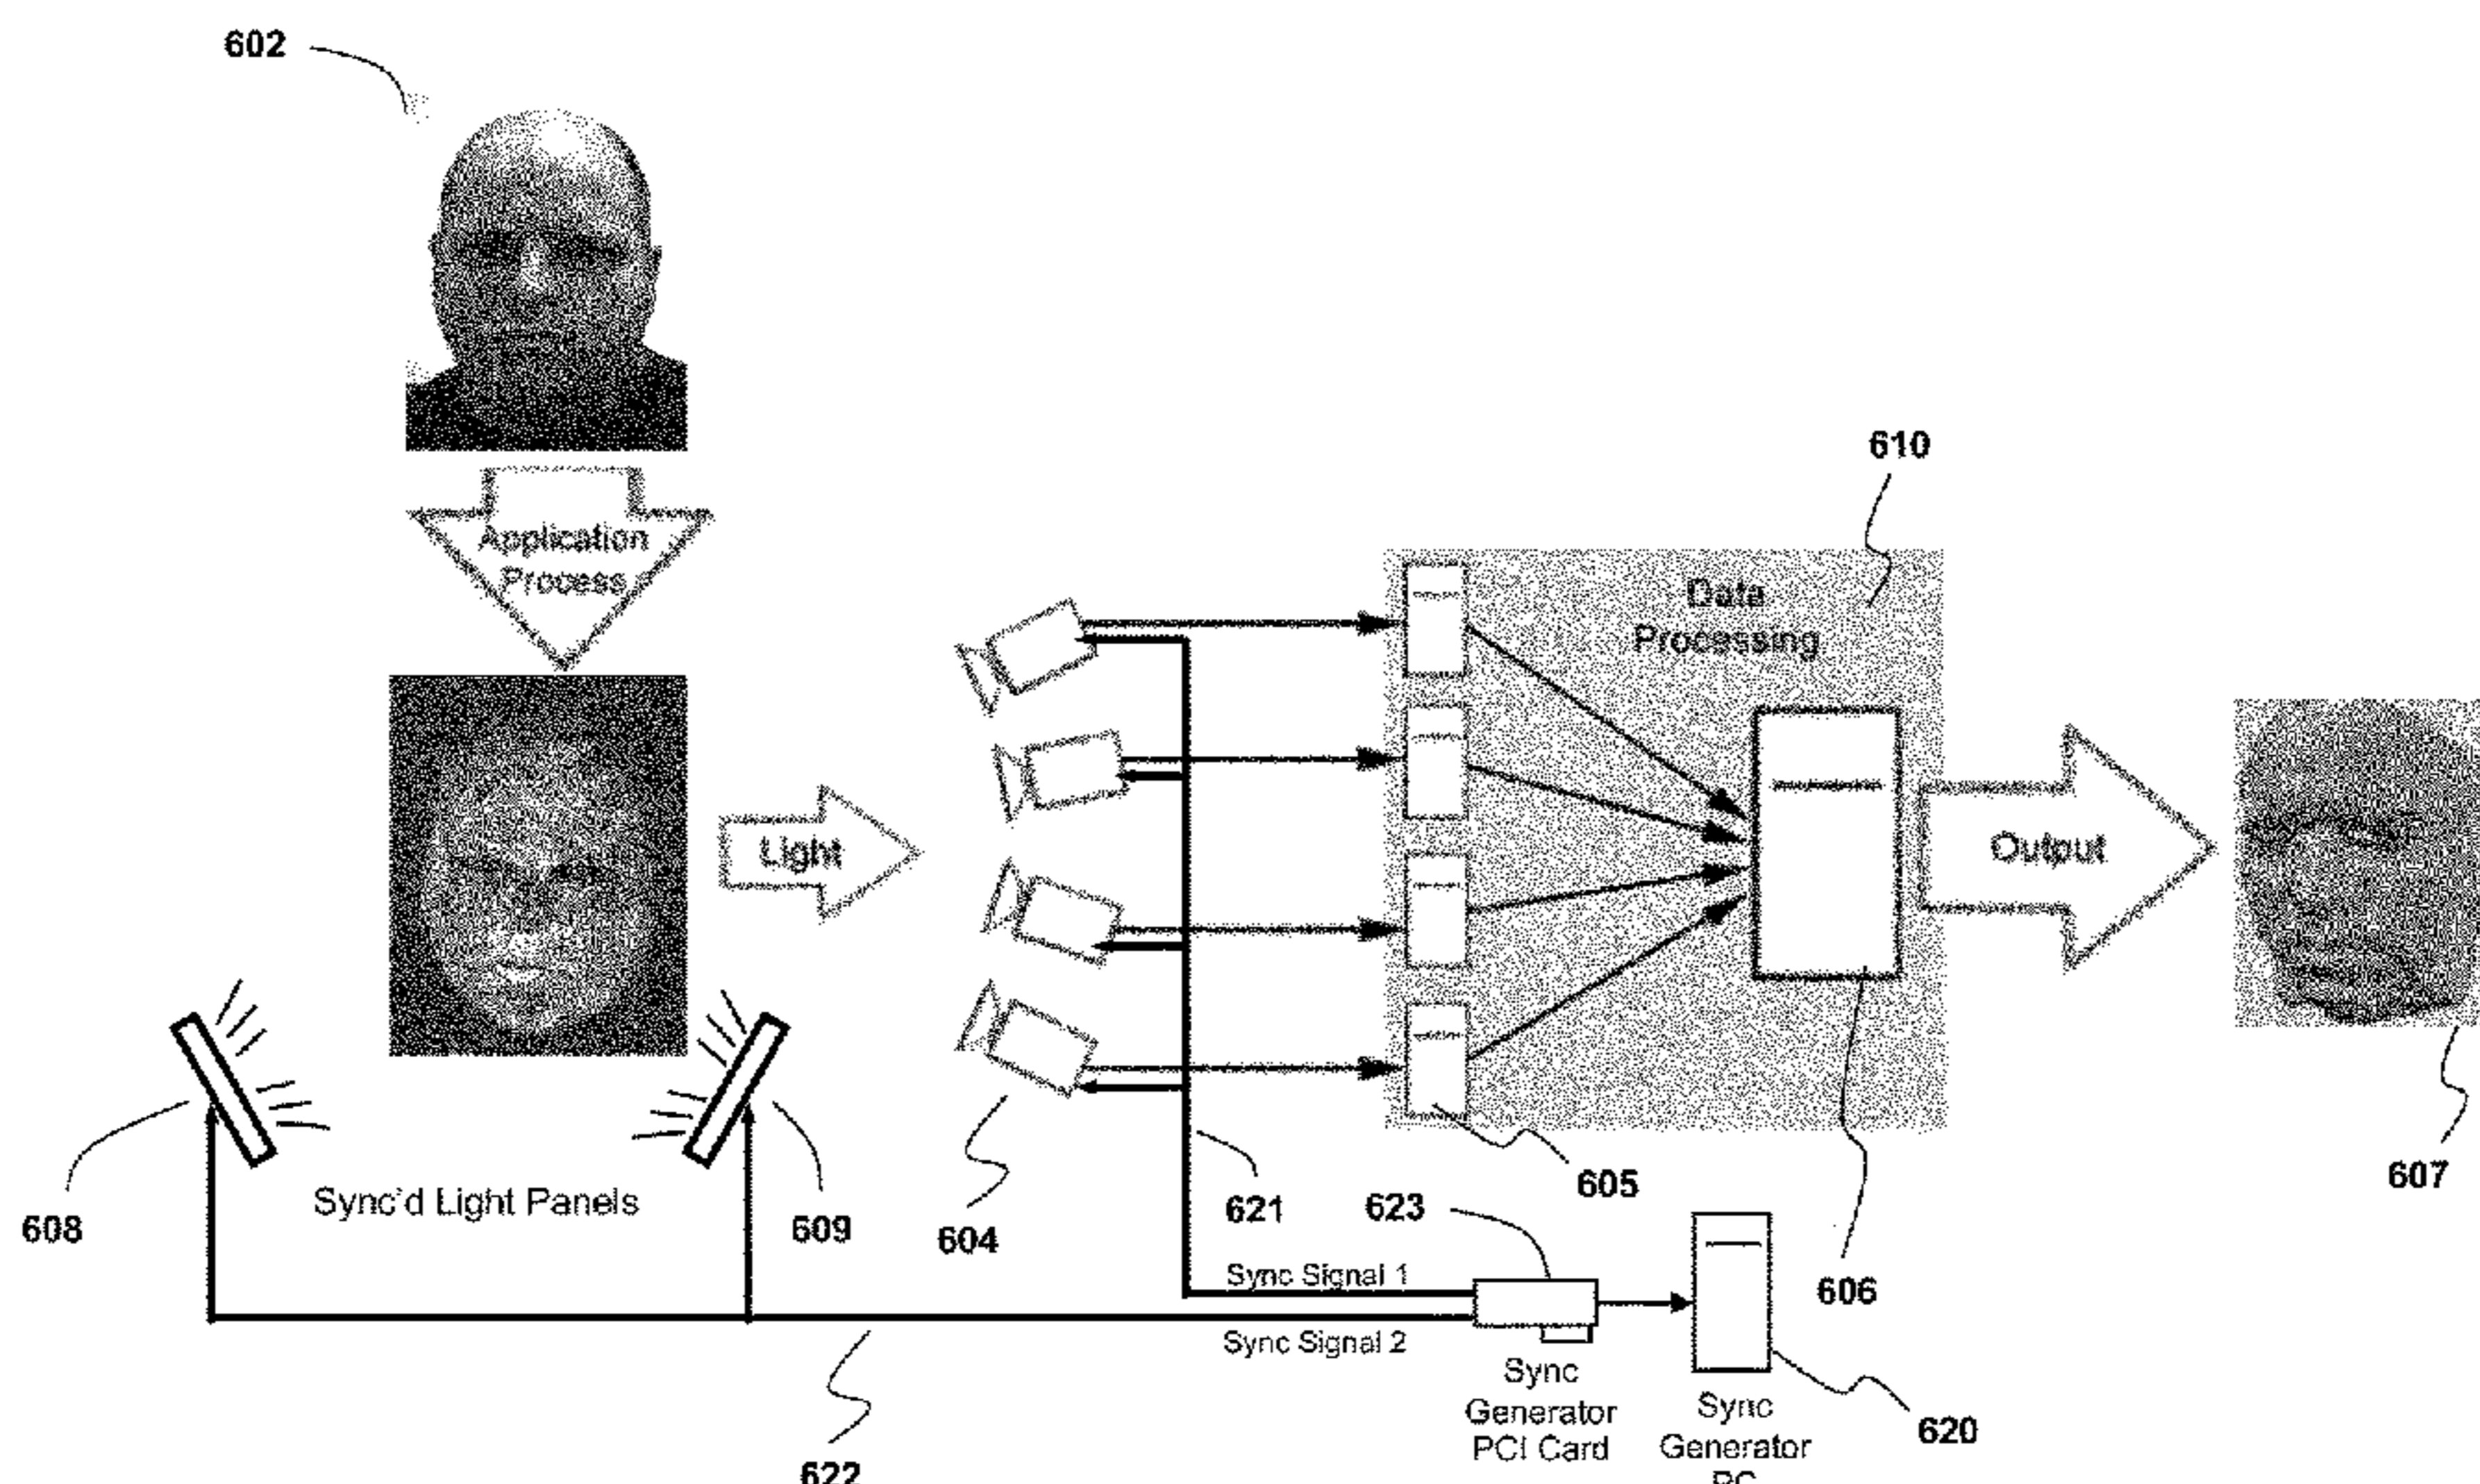 602
Application
Process
610
Data
Processing
Light
Output
608
Sync'd Light Panels
609
604
621
605
623
606
607
Sync Signal 1
Sync Signal 2
Sync
Generator
PCI Card
Sync
Generator
PC
620
622